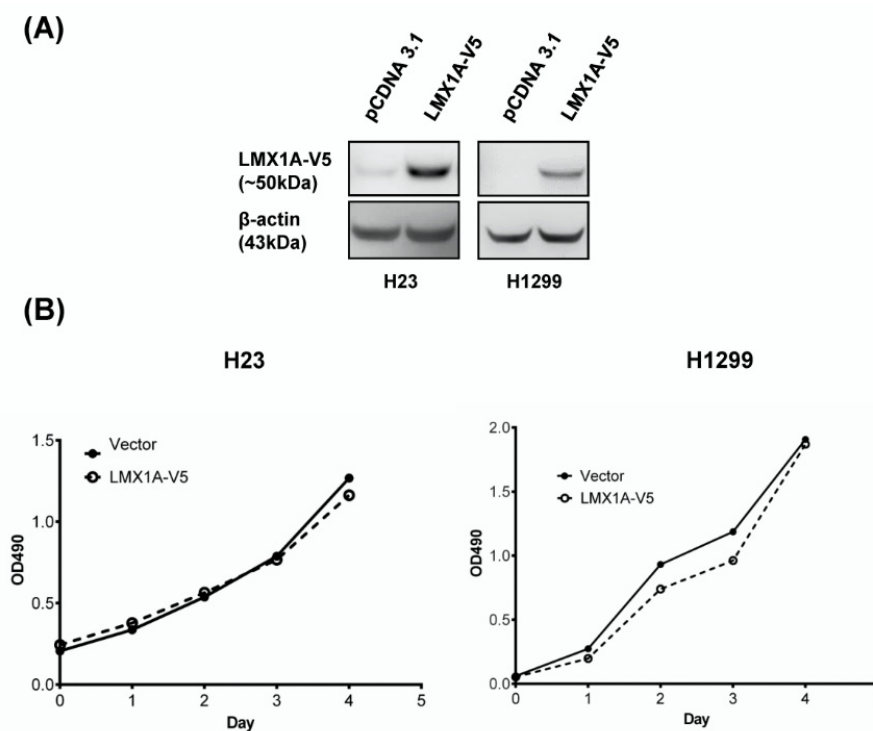 (A)
pCDNA 3.1
LMX1A-V5
pCDNA 3.1
LMX1A-V5
LMX1A-V5
(~50kDa)
β-actin
(43kDa)
H23
H1299
(B)
H23
H1299
Vector
LMX1A-V5
1.5
1.0
0.5
0.0
OD490
0 1 2 3 4 5
Day
Vector
LMX1A-V5
2.0
1.5
1.0
0.5
0.0
OD490
0 1 2 3 4
Day